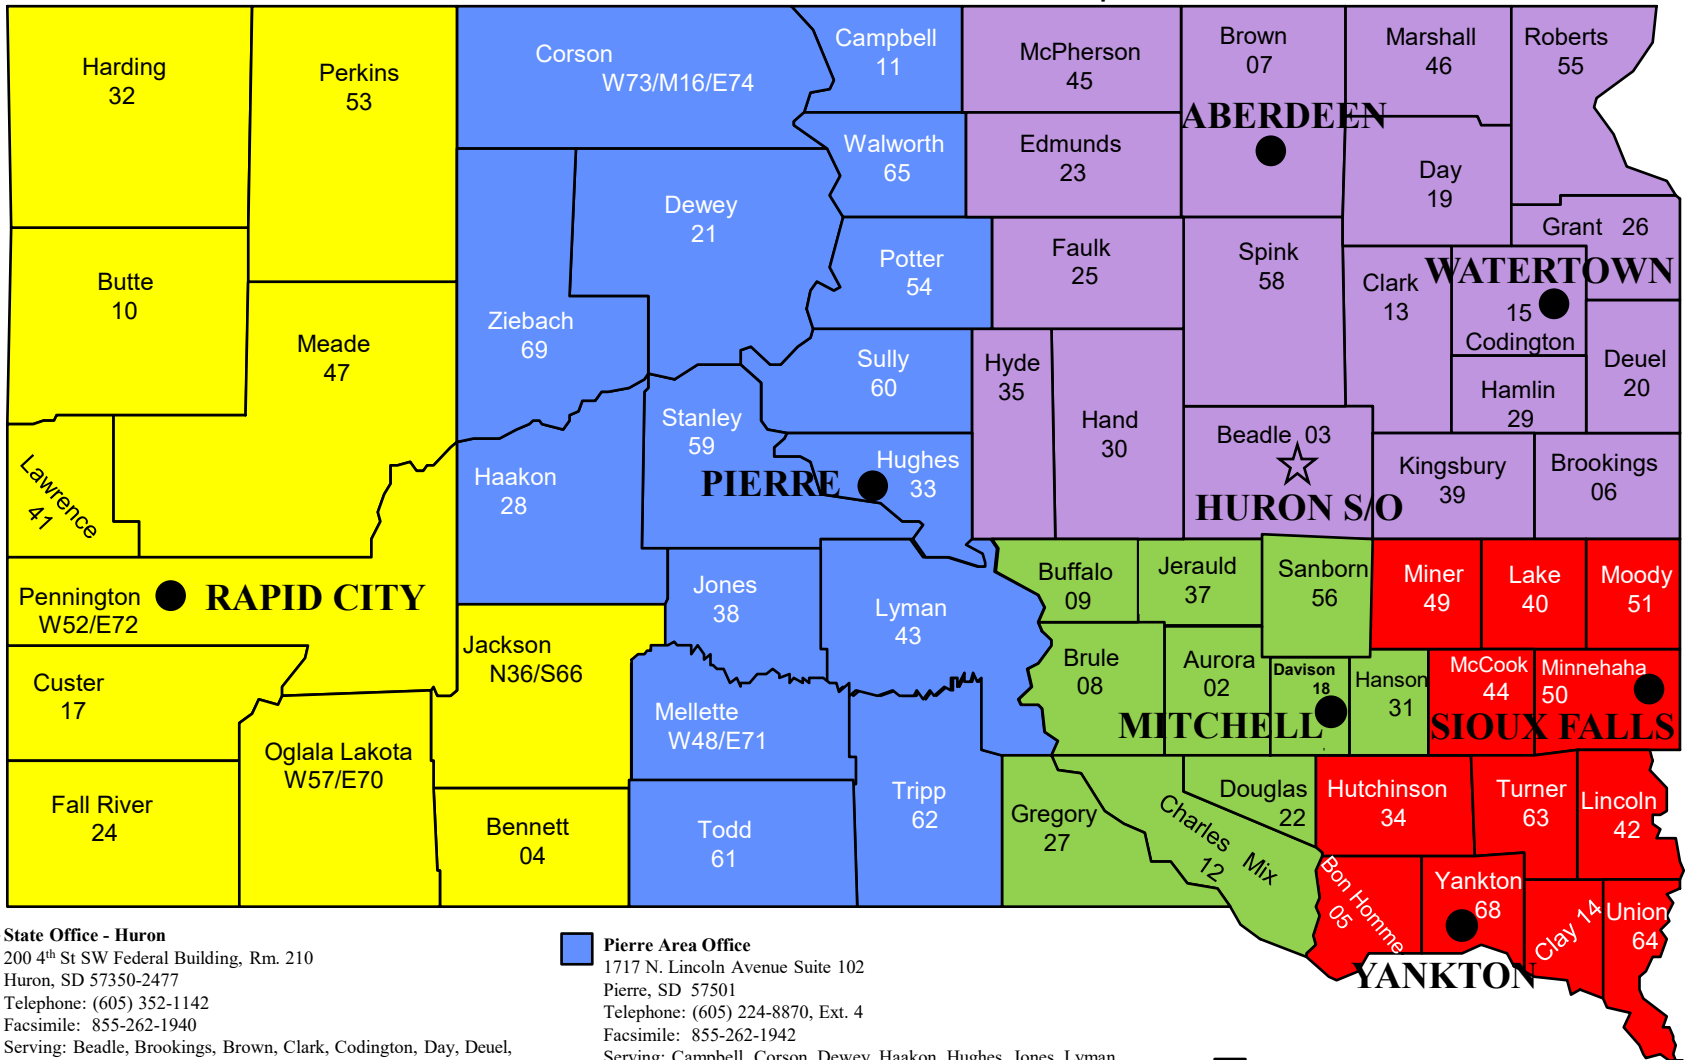 Harding
32
Perkins
53
Corson
W73/M16/E74
Campbell
11
McPherson
45
Brown
07
Marshall
46
Roberts
55
ABERDEEN
Walworth
65
Edmunds
23
Day
19
Dewey
21
Grant 26
Butte
10
Potter
54
Faulk
25
Spink
58
Clark
13
WATERTOWN
15
Codington
Ziebach
69
Meade
47
Sully
60
Hyde
35
Hand
30
Deuel
20
Hamlin
29
Stanley
59
Beadle 03
HURON S/O
Kingsbury
39
Brookings
06
Lawrence
41
Haakon
28
PIERRE
Hughes
33
Pennington
W52/E72
RAPID CITY
Jones
38
Lyman
43
Buffalo
09
Jerauld
37
Sanborn
56
Miner
49
Lake
40
Moody
51
Jackson
N36/S66
Custer
17
Brule
08
Aurora
02
Davison
18
Hanson
31
McCook
44
Minnehaha
50
MITCHELL
SIOUX FALLS
Mellette
W48/E71
Oglala Lakota
W57/E70
Fall River
24
Bennett
04
Todd
61
Tripp
62
Gregory
27
Charles Mix
12
Douglas
22
Hutchinson
34
Turner
63
Lincoln
42
Bon Homme
05
Yankton
68
Clay 14
Union
64
YANKTON
State Office - Huron
200 4th St SW Federal Building, Rm. 210
Huron, SD 57350-2477
Telephone: (605) 352-1142
Facsimile: 855-262-1940
Serving: Beadle, Brookings, Brown, Clark, Codington, Day, Deuel,
Pierre Area Office
1717 N. Lincoln Avenue Suite 102
Pierre, SD 57501
Telephone: (605) 224-8870, Ext. 4
Facsimile: 855-262-1942
Serving: Campbell, Corson, Dewey, Haakon, Hughes, Jones, Lyman